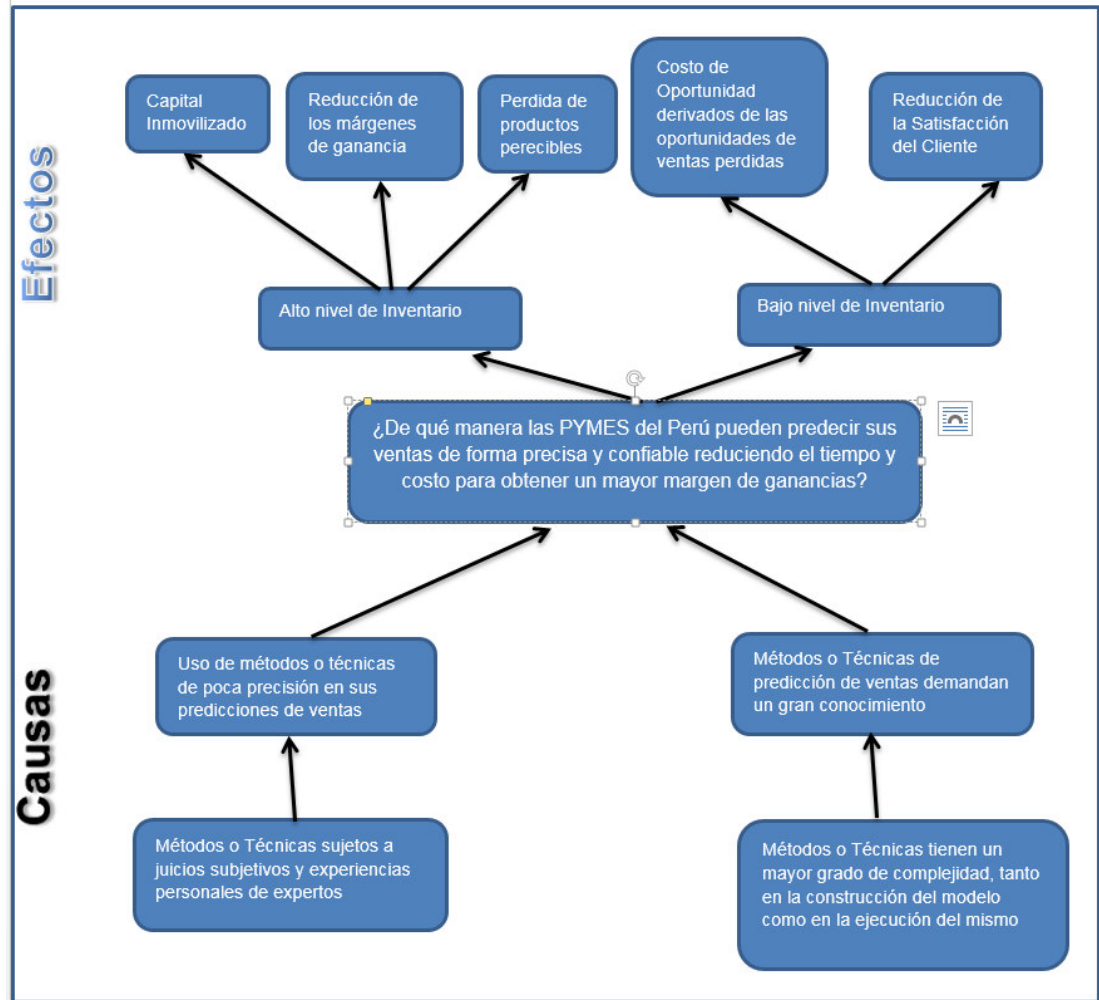 Efectos
Capital
Inmovilizado
Reducción de
los márgenes
de ganancia
Perdida de
productos
perecibles
Costo de
Oportunidad
derivados de las
oportunidades de
ventas perdidas
Reducción de
la Satisfacción
del Cliente
Alto nivel de Inventario
Bajo nivel de Inventario
¿De qué manera las PYMES del Perú pueden predecir sus
ventas de forma precisa y confiable reduciendo el tiempo y
costo para obtener un mayor margen de ganancias?
Causas
Uso de métodos o técnicas
de poca precisión en sus
predicciones de ventas
Métodos o Técnicas de
predicción de ventas demandan
un gran conocimiento
Métodos o Técnicas sujetos a
juicios subjetivos y experiencias
personales de expertos
Métodos o Técnicas tienen un
mayor grado de complejidad, tanto
en la construcción del modelo
como en la ejecución del mismo